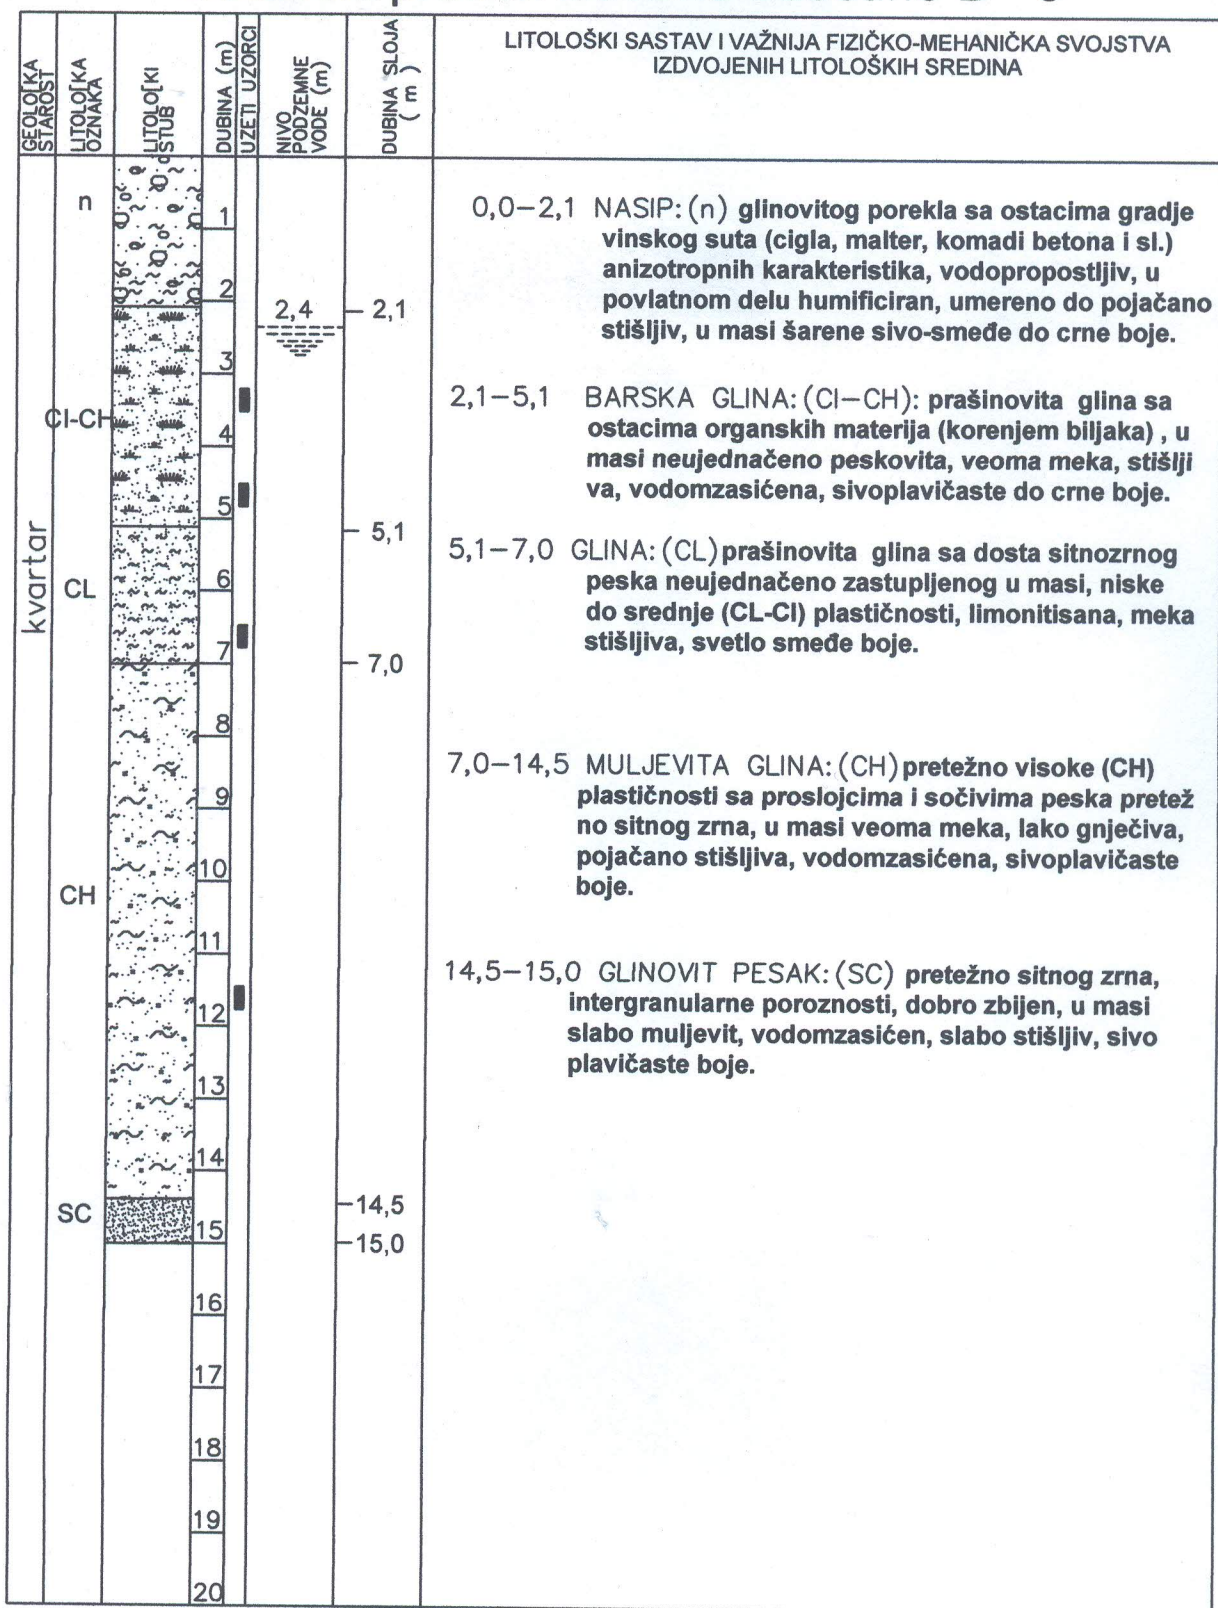 LITOLOŠKI SASTAV I VAŽNIJA FIZIČKO-MEHANIČKA SVOJSTVA
IZDVOJENIH LITOLOŠKIH SREDINA
GEOLO[KA
STAROST
LITOLO[KA
OZNAKA
LITOLO[KI
STUB
DUBINA (m)
UZETI UZORCI
NIVO
PODZEMNE
VODE (m)
DUBINA SLOJA
( m )
kvartar
n
CI-CH
CL
CH
SC
1
2
3
4
5
6
7
8
9
10
11
12
13
14
15
16
17
18
19
20
2,4
2,1
5,1
7,0
14,5
15,0
0,0–2,1 NASIP: (n) glinovitog porekla sa ostacima gradje
vinskog suta (cigla, malter, komadi betona i sl.)
anizotropnih karakteristika, vodopropostljiv, u
povlatnom delu humificiran, umereno do pojačano
stišljiv, u masi šarene sivo-smeđe do crne boje.
2,1–5,1 BARSKA GLINA: (CI–CH): prašinovita glina sa
ostacima organskih materija (korenjem biljaka) , u
masi neujednačeno peskovita, veoma meka, stišlji
va, vodomzasićena, sivoplavičaste do crne boje.
5,1–7,0 GLINA: (CL) prašinovita glina sa dosta sitnozrnog
peska neujednačeno zastupljenog u masi, niske
do srednje (CL-CI) plastičnosti, limonitisana, meka
stišljiva, svetlo smeđe boje.
7,0–14,5 MULJEVITA GLINA: (CH) pretežno visoke (CH)
plastičnosti sa proslojcima i sočivima peska pretež
no sitnog zrna, u masi veoma meka, lako gnječiva,
pojačano stišljiva, vodomzasićena, sivoplavičaste
boje.
14,5–15,0 GLINOVIT PESAK: (SC) pretežno sitnog zrna,
intergranularne poroznosti, dobro zbijen, u masi
slabo muljevit, vodomzasićen, slabo stišljiv, sivo
plavičaste boje.